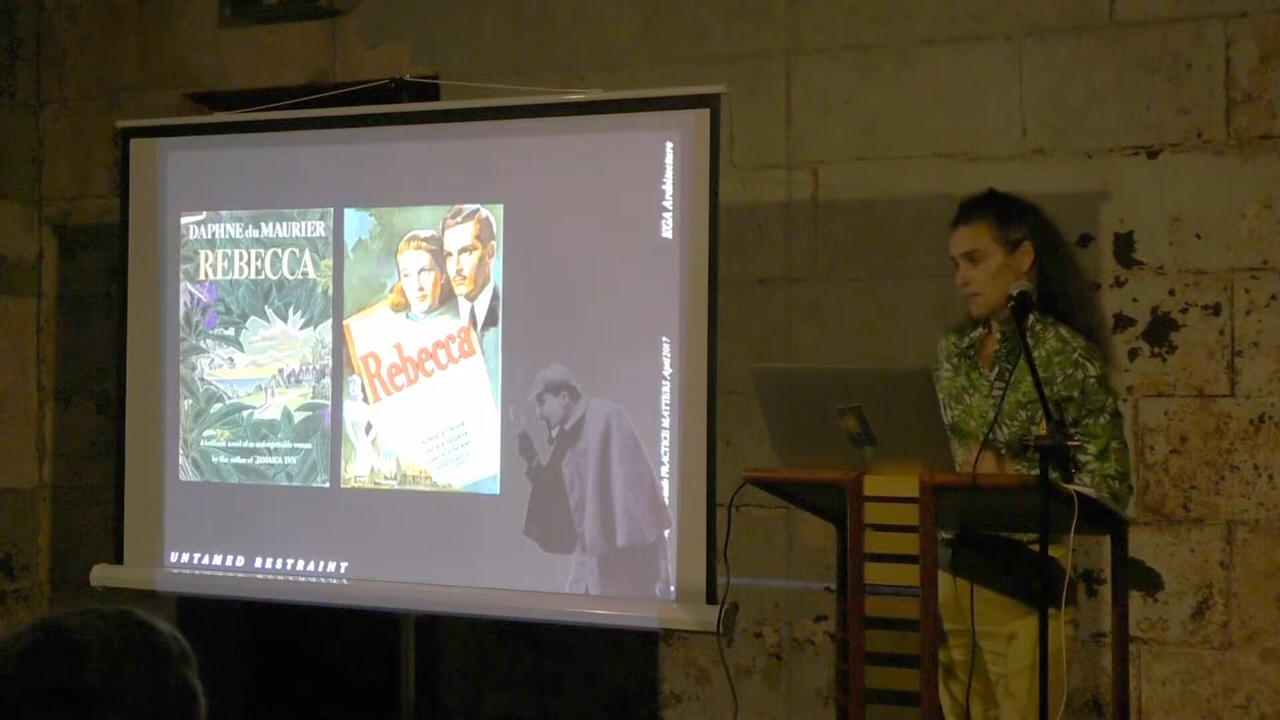 DAPHNE du MAURIER
REBECCA
A brilliant novel of an unforgettable woman
by the author of "JAMAICA INN"
Rebecca
UNTAMED RESTRAINT
KGA Architecture
PRACTICE MATTERS April 2017